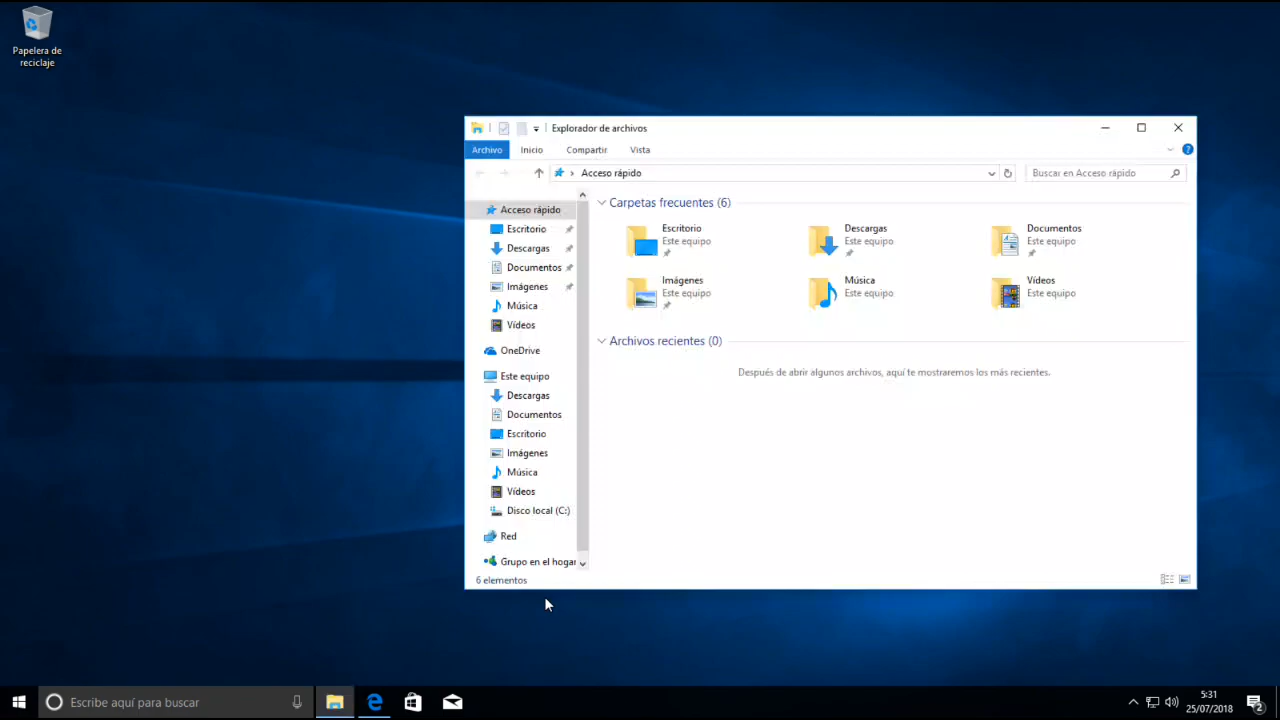 Papelera de
reciclaje
Explorador de archivos
Archivo
Inicio
Compartir
Vista
Acceso rápido
Buscar en Acceso rápido
Acceso rápido
Escritorio
Descargas
Documentos
Imágenes
Música
Vídeos
OneDrive
Este equipo
Descargas
Documentos
Escritorio
Imágenes
Música
Vídeos
Disco local (C:)
Red
Grupo en el hogar
Carpetas frecuentes (6)
Escritorio
Este equipo
Descargas
Este equipo
Documentos
Este equipo
Imágenes
Este equipo
Música
Este equipo
Vídeos
Este equipo
Archivos recientes (0)
Después de abrir algunos archivos, aquí te mostraremos los más recientes.
6 elementos
Escribe aquí para buscar
5:31
25/07/2018
2